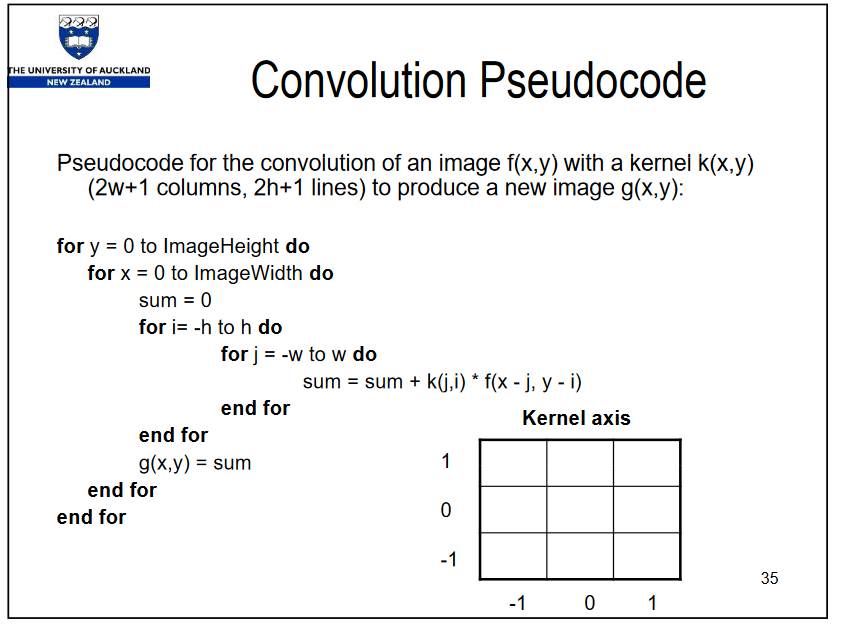 THE UNIVERSITY OF AUCKLAND
NEW ZEALAND
Convolution Pseudocode
Pseudocode for the convolution of an image f(x,y) with a kernel k(x,y)
(2w+1 columns, 2h+1 lines) to produce a new image g(x,y):
for y = 0 to ImageHeight do
for x = 0 to ImageWidth do
sum = 0
for i= -h to h do
for j = -w to w do
sum = sum + k(j,i) * f(x - j, y - i)
end for
end for
g(x,y) = sum
end for
end for
Kernel axis
1
0
-1
-1 0 1
35